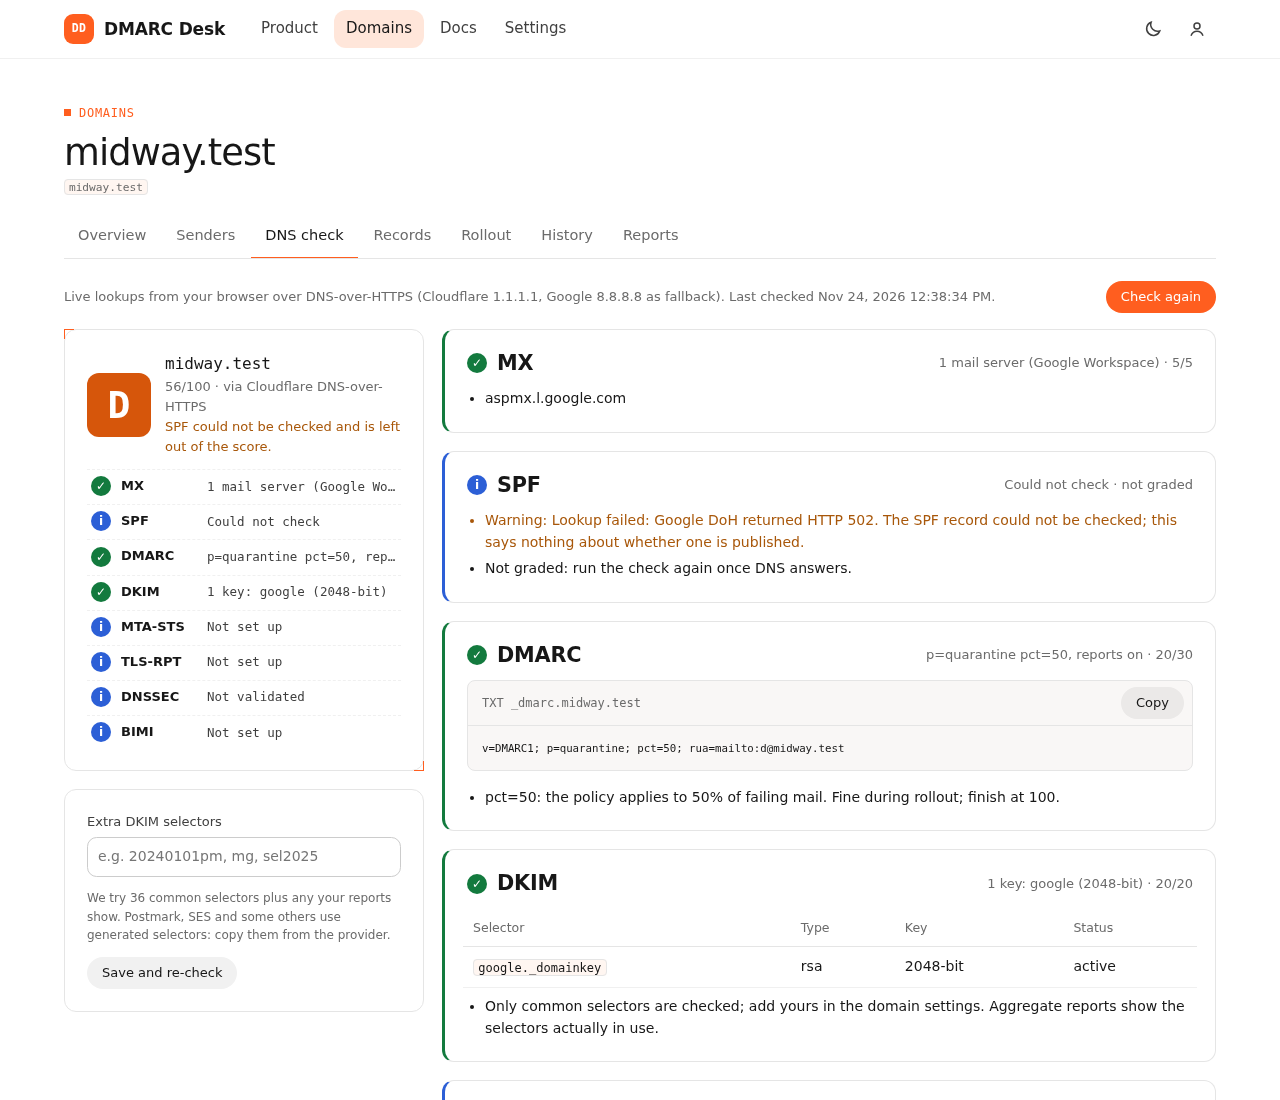 DD DMARC Desk Product Domains Docs Settings
DOMAINS
midway.test
midway.test
Overview Senders DNS check Records Rollout History Reports
Live lookups from your browser over DNS-over-HTTPS (Cloudflare 1.1.1.1, Google 8.8.8.8 as fallback). Last checked Nov 24, 2026 12:38:34 PM. Check again
D
midway.test
56/100 · via Cloudflare DNS-over-
HTTPS
SPF could not be checked and is left
out of the score.
✓ MX 1 mail server (Google Wo…
i SPF Could not check
✓ DMARC p=quarantine pct=50, rep…
✓ DKIM 1 key: google (2048-bit)
i MTA-STS Not set up
i TLS-RPT Not set up
i DNSSEC Not validated
i BIMI Not set up
Extra DKIM selectors
e.g. 20240101pm, mg, sel2025
We try 36 common selectors plus any your reports
show. Postmark, SES and some others use
generated selectors: copy them from the provider.
Save and re-check
✓ MX 1 mail server (Google Workspace) · 5/5
• aspmx.l.google.com
i SPF Could not check · not graded
• Warning: Lookup failed: Google DoH returned HTTP 502. The SPF record could not be checked; this
says nothing about whether one is published.
• Not graded: run the check again once DNS answers.
✓ DMARC p=quarantine pct=50, reports on · 20/30
TXT _dmarc.midway.test Copy
v=DMARC1; p=quarantine; pct=50; rua=mailto:d@midway.test
• pct=50: the policy applies to 50% of failing mail. Fine during rollout; finish at 100.
✓ DKIM 1 key: google (2048-bit) · 20/20
Selector Type Key Status
google._domainkey rsa 2048-bit active
• Only common selectors are checked; add yours in the domain settings. Aggregate reports show the
selectors actually in use.